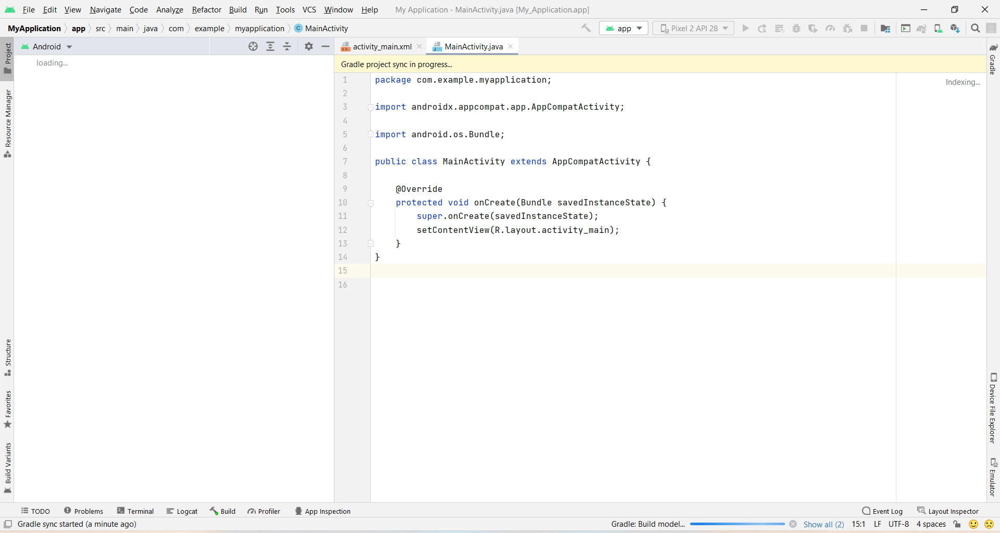 File Edit View Navigate Code Analyze Refactor Build Run Tools VCS Window Help My Application - MainActivity.java [My_Application.app]
MyApplication app src main java com example myapplication C MainActivity app Pixel 2 API 28
Project
Android
activity_main.xml MainActivity.java
Gradle
loading...
Gradle project sync in progress...
Indexing...
1 package com.example.myapplication;
2
3 import androidx.appcompat.app.AppCompatActivity;
4
5 import android.os.Bundle;
6
7 public class MainActivity extends AppCompatActivity {
8
9 @Override
10 protected void onCreate(Bundle savedInstanceState) {
11 super.onCreate(savedInstanceState);
12 setContentView(R.layout.activity_main);
13 }
14 }
15
16
Resource Manager
Structure
Favorites
Build Variants
Device File Explorer
Emulator
TODO Problems Terminal Logcat Build Profiler App Inspection Event Log Layout Inspector
Gradle sync started (a minute ago) Gradle: Build model... Show all (2) 15:1 LF UTF-8 4 spaces